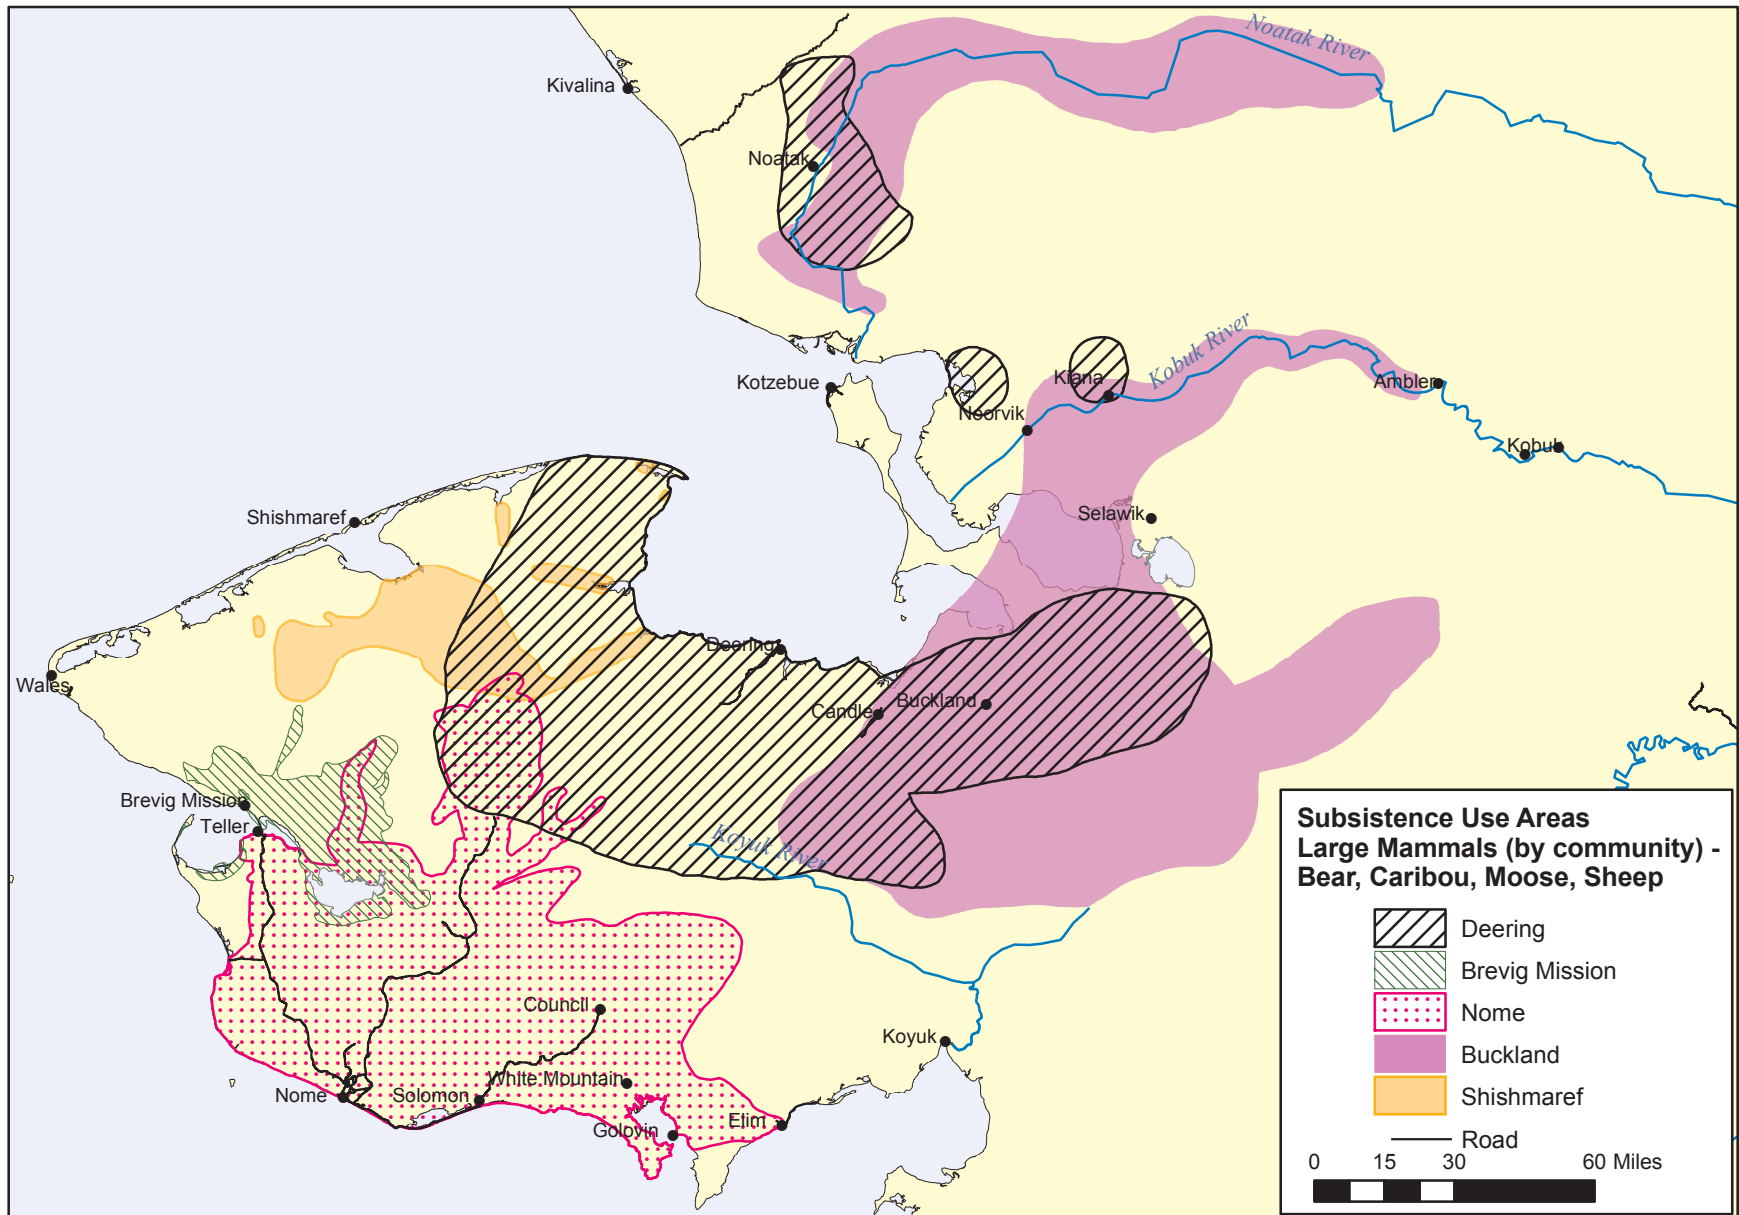 Noatak River
Kivalina
Noatak
Kobuk River
Kotzebue
Kiana
Ambler
Noorvik
Kobuk
Shishmaref
Selawik
Deering
Wales
Buckland
Candle
Brevig Mission
Teller
Koyuk River
Council
Koyuk
White Mountain
Nome
Solomon
Elim
Golovin
Subsistence Use Areas
Large Mammals (by community) -
Bear, Caribou, Moose, Sheep
Deering
Brevig Mission
Nome
Buckland
Shishmaref
Road
0 15 30 60 Miles